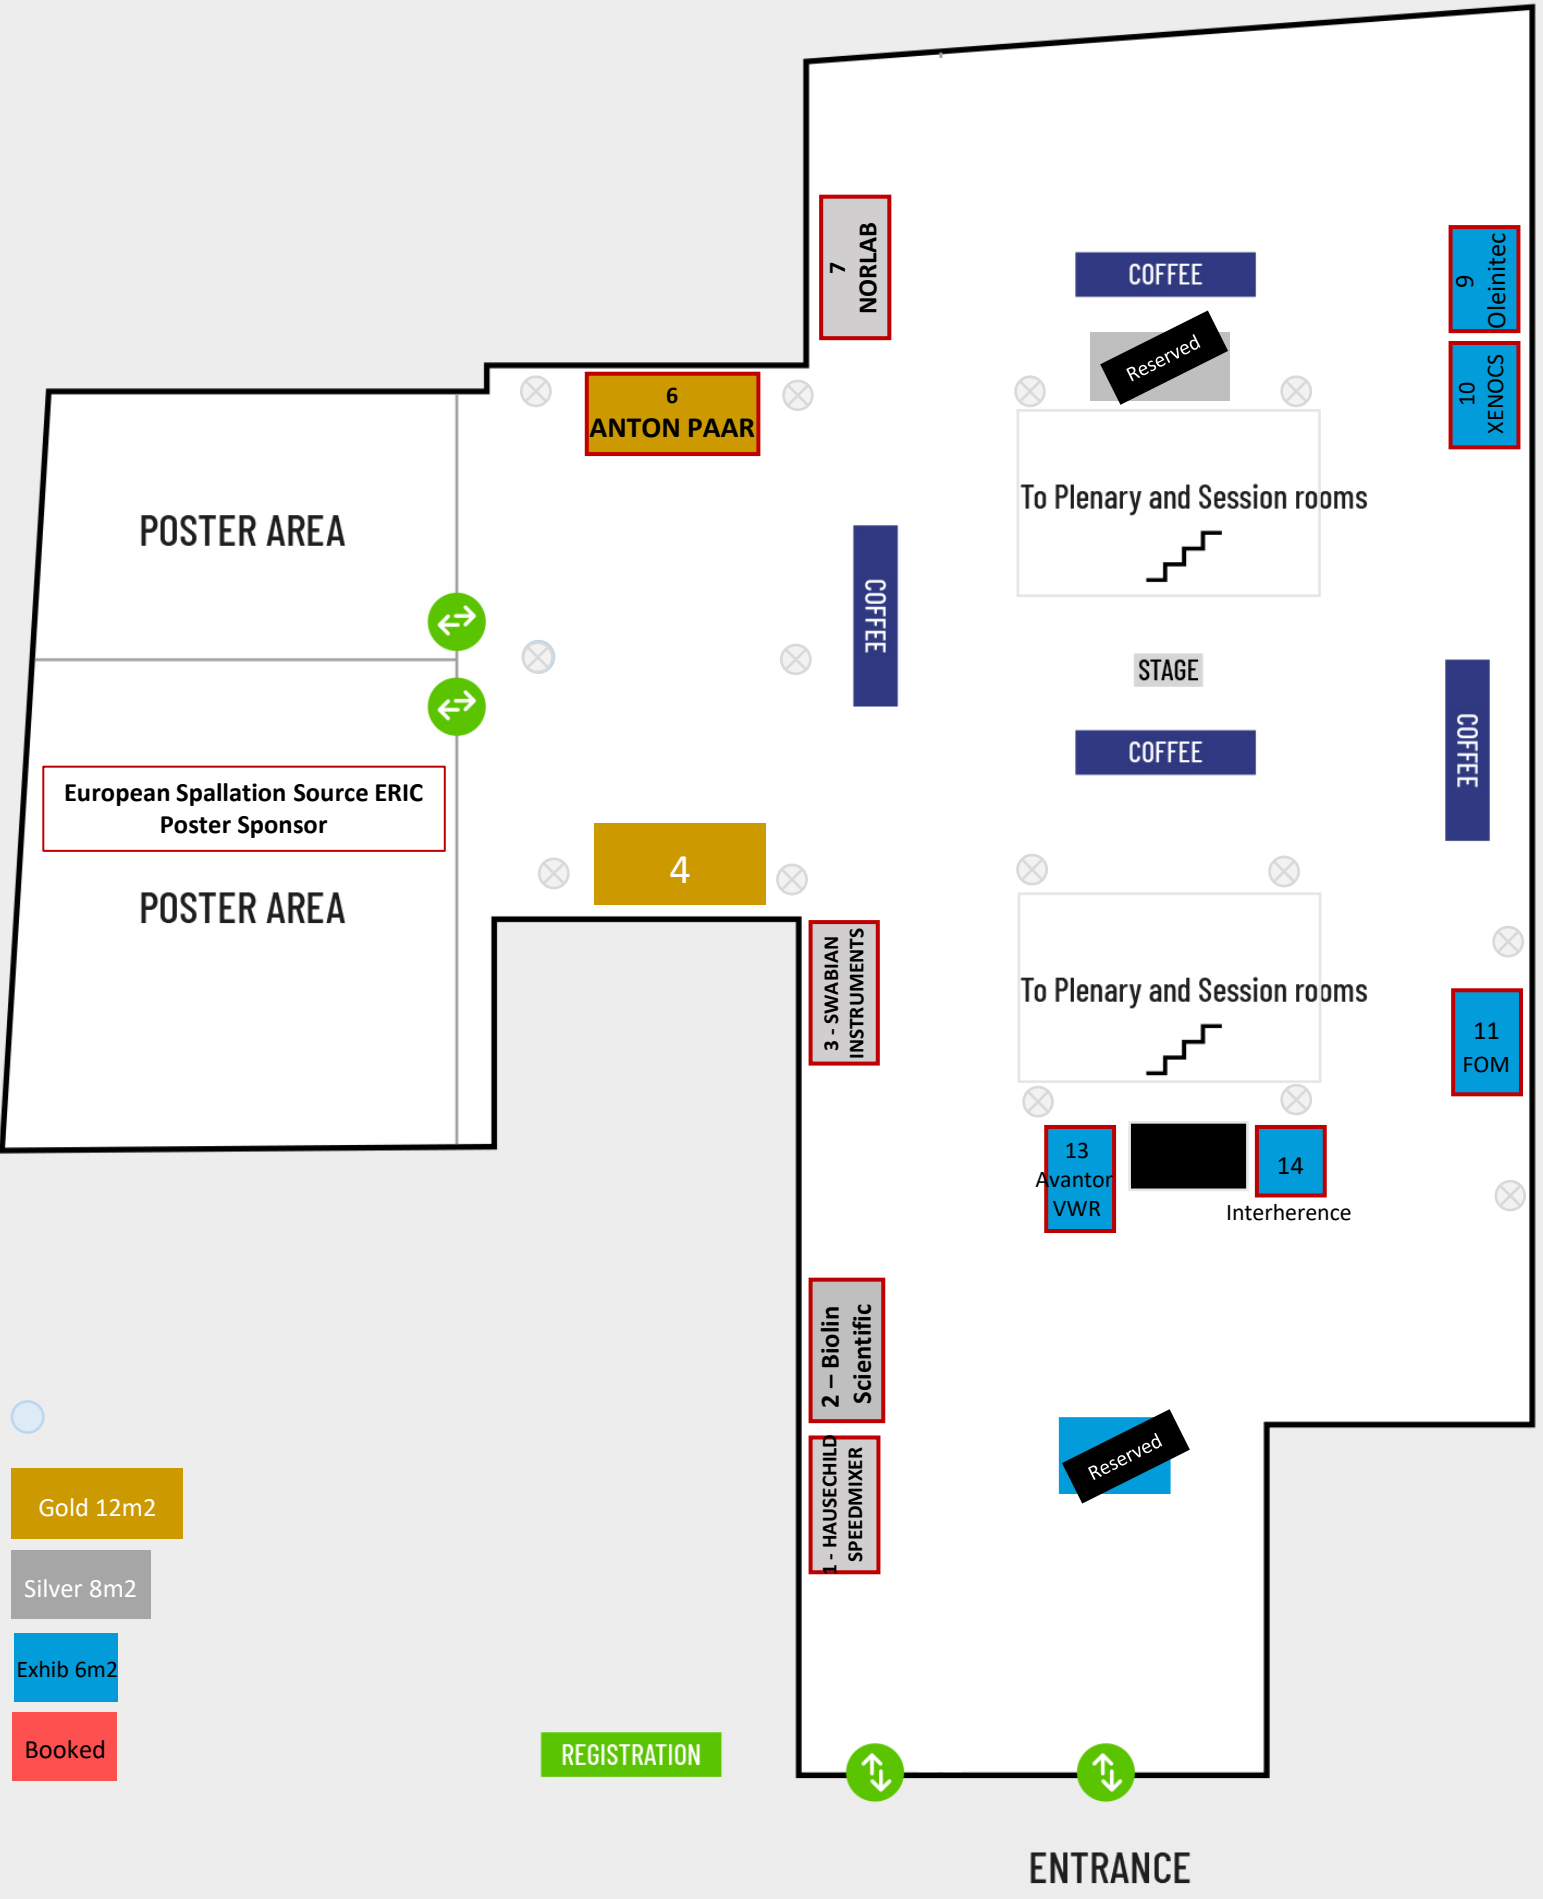 7
NORLAB
COFFEE
9
Oleinitec
Reserved
10
XENOCS
6
ANTON PAAR
To Plenary and Session rooms
POSTER AREA
COFFEE
STAGE
COFFEE
COFFEE
European Spallation Source ERIC
Poster Sponsor
4
POSTER AREA
3 - SWABIAN
INSTRUMENTS
To Plenary and Session rooms
11
FOM
13
Avantor
VWR
14
Interherence
2 – Biolin
Scientific
Reserved
1 - HAUSECHILD
SPEEDMIXER
Gold 12m2
Silver 8m2
Exhib 6m2
Booked
REGISTRATION
ENTRANCE